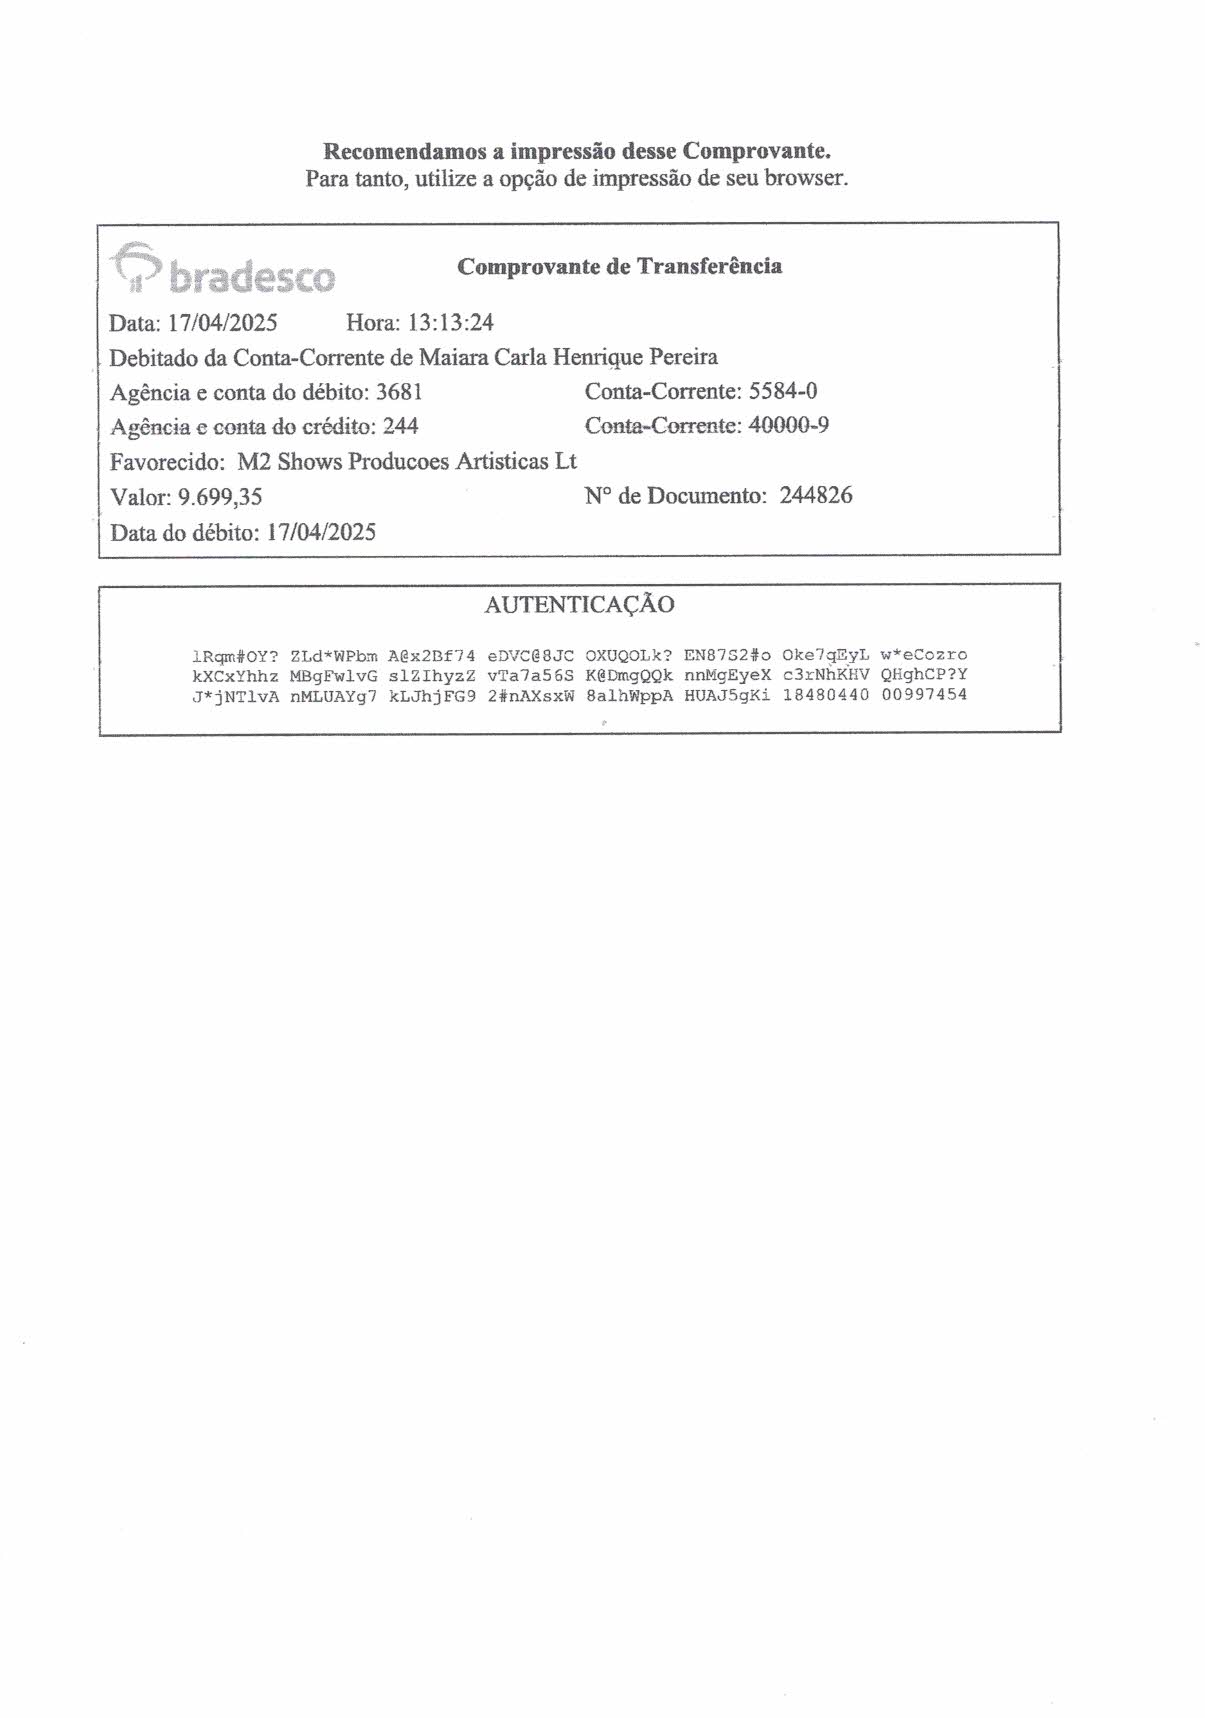 Recomendamos a impressão desse Comprovante.
Para tanto, utilize a opção de impressão de seu browser.
bradesco
Comprovante de Transferência
Data: 17/04/2025 Hora: 13:13:24
Debitado da Conta-Corrente de Maiara Carla Henrique Pereira
Agência e conta do débito: 3681 Conta-Corrente: 5584-0
Agência e conta do crédito: 244 Conta-Corrente: 40000-9
Favorecido: M2 Shows Producoes Artisticas Lt
Valor: 9.699,35 Nº de Documento: 244826
Data do débito: 17/04/2025
AUTENTICAÇÃO
lRqm#OY? ZLd*WPbm A@x2Bf74 eDVC@8JC OXUQOLk? EN87S2#o Oke7qEyL w*eCozro
kXCxYhhz MBgFwlvG slZIhyzZ vTa7a56S K@DmgQQk nnMgEyeX c3rNhKHV QHghCP?Y
J*jNTlvA nMLUAYg7 kLJhjFG9 2#nAXsxW 8alhWppA HUAJ5gKi 18480440 00997454